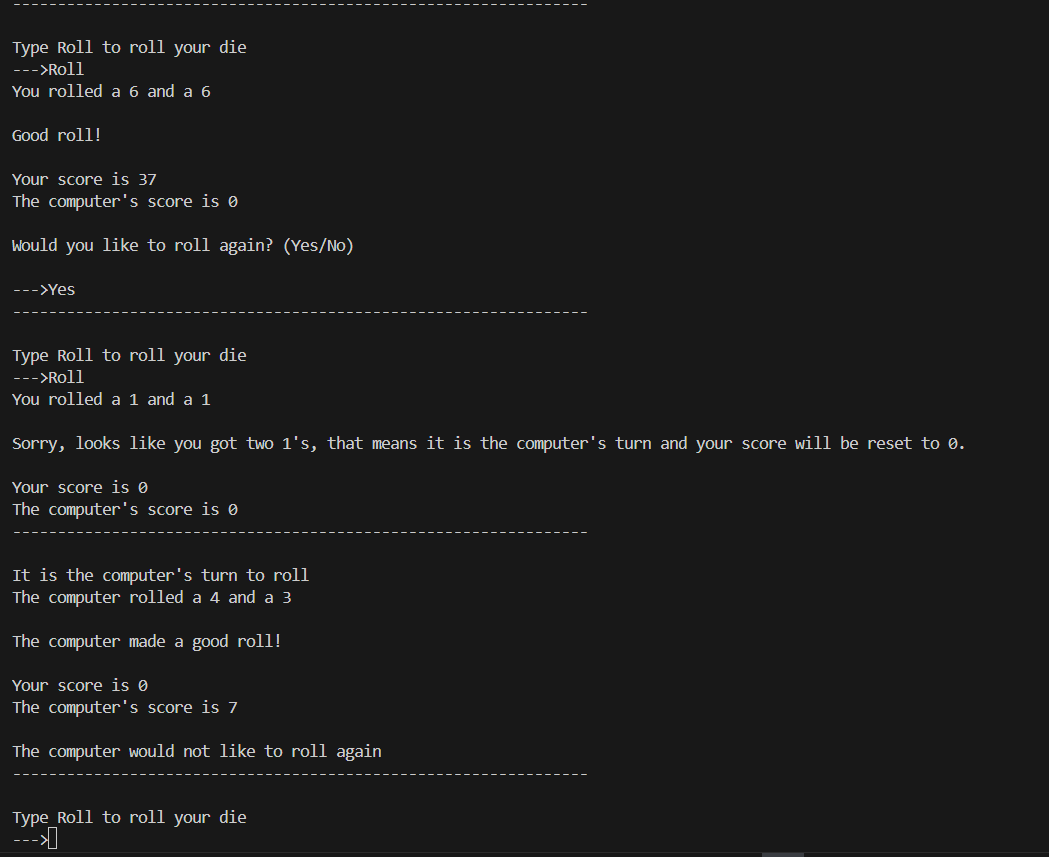 ----------------------------------------------------------------
Type Roll to roll your die
--->Roll
You rolled a 6 and a 6
Good roll!
Your score is 37
The computer's score is 0
Would you like to roll again? (Yes/No)
--->Yes
----------------------------------------------------------------
Type Roll to roll your die
--->Roll
You rolled a 1 and a 1
Sorry, looks like you got two 1's, that means it is the computer's turn and your score will be reset to 0.
Your score is 0
The computer's score is 0
----------------------------------------------------------------
It is the computer's turn to roll
The computer rolled a 4 and a 3
The computer made a good roll!
Your score is 0
The computer's score is 7
The computer would not like to roll again
----------------------------------------------------------------
Type Roll to roll your die
--->